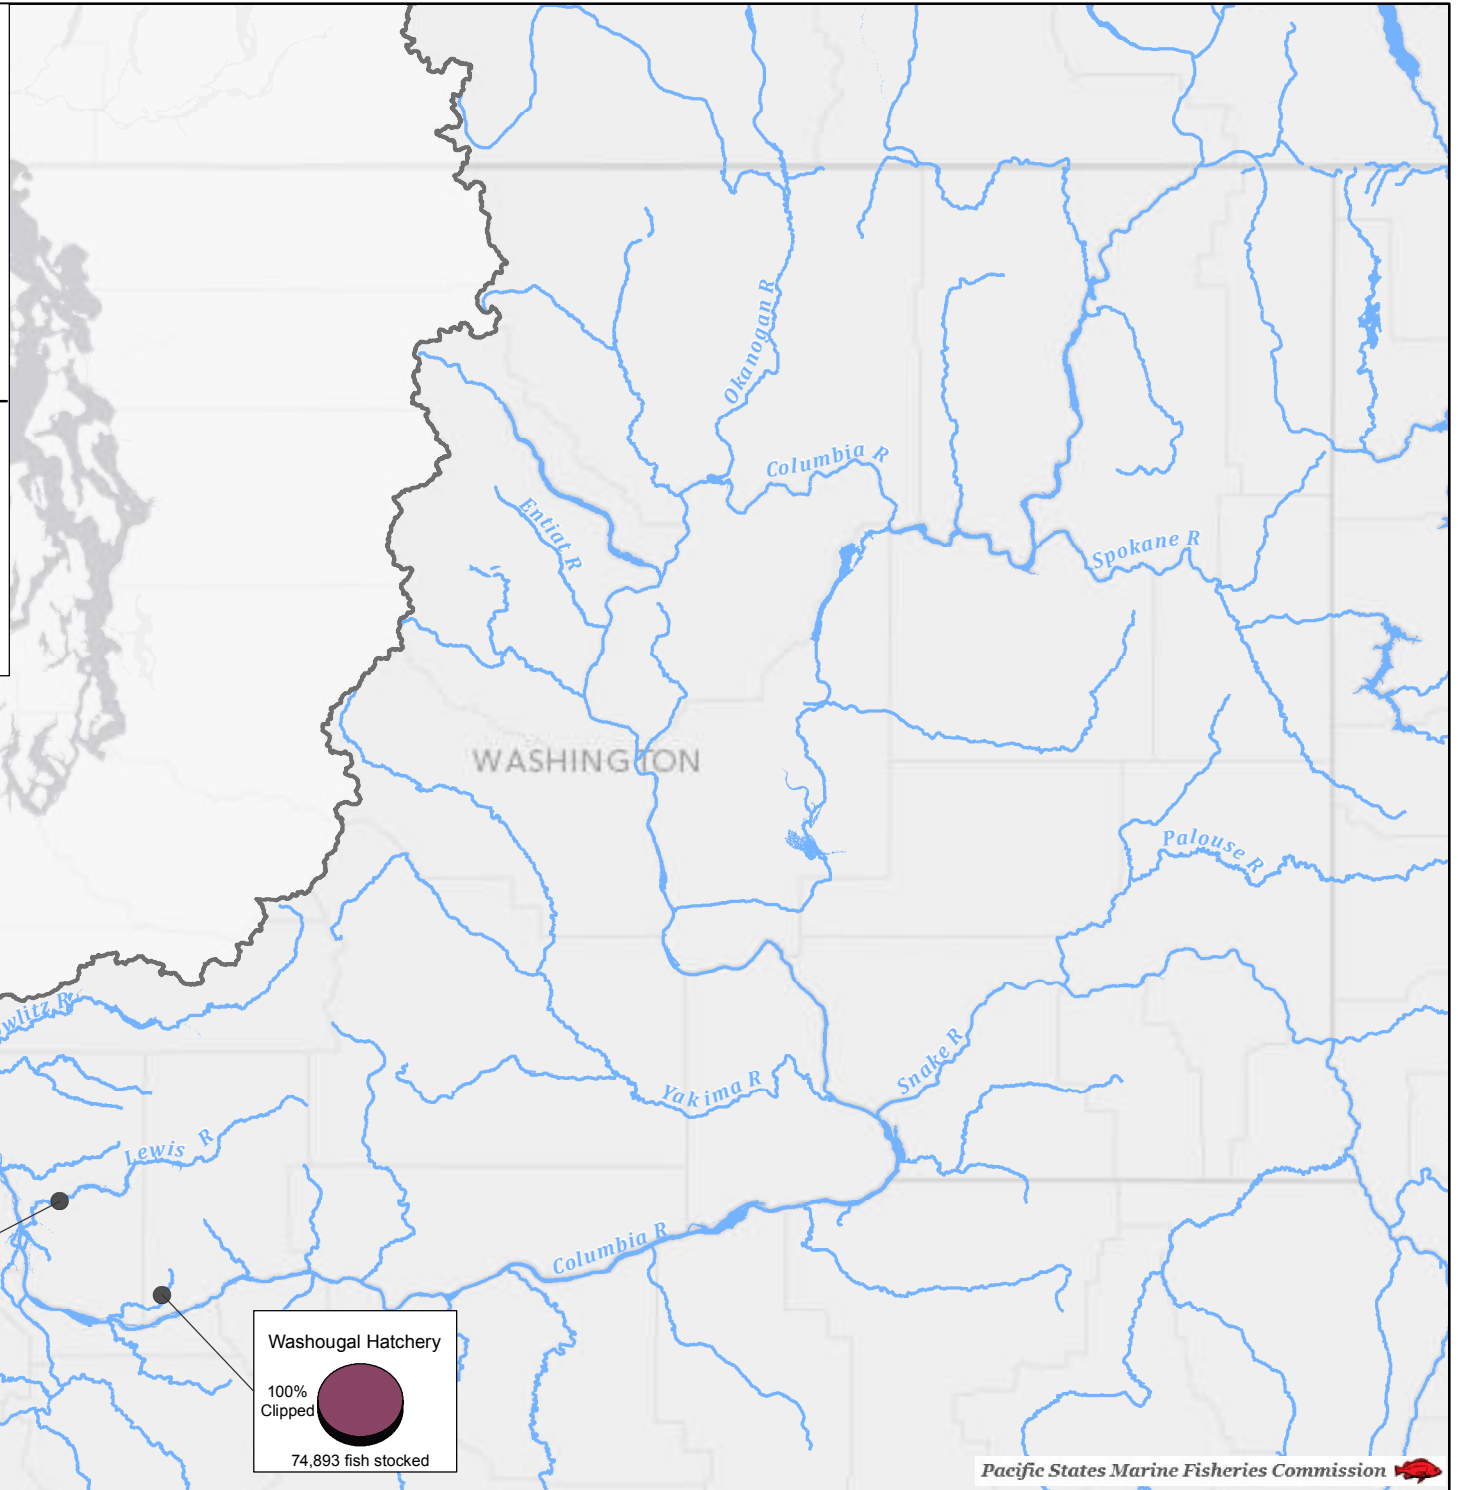 Okanogan R
Columbia R
Entiat R
Spokane R
WASHINGTON
Palouse R
wlitz R
Snake R
Yakima R
Lewis R
Columbia R
Washougal Hatchery
100%
Clipped
74,893 fish stocked
Pacific States Marine Fisheries Commission